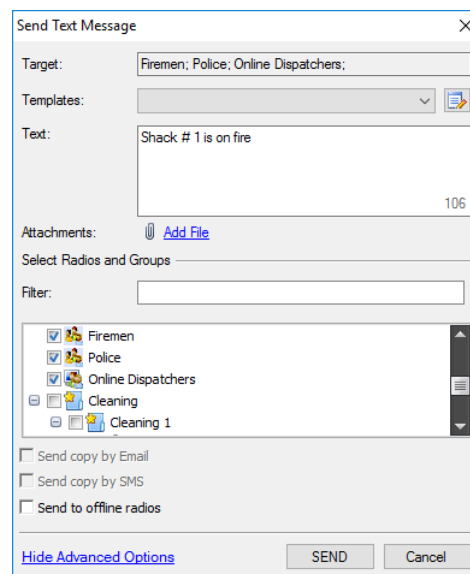 Send Text Message
Target: Firemen; Police; Online Dispatchers;
Templates:
Text: Shack # 1 is on fire
106
Attachments: Add File
Select Radios and Groups
Filter:
Firemen
Police
Online Dispatchers
Cleaning
Cleaning 1
Send copy by Email
Send copy by SMS
Send to offline radios
Hide Advanced Options SEND Cancel